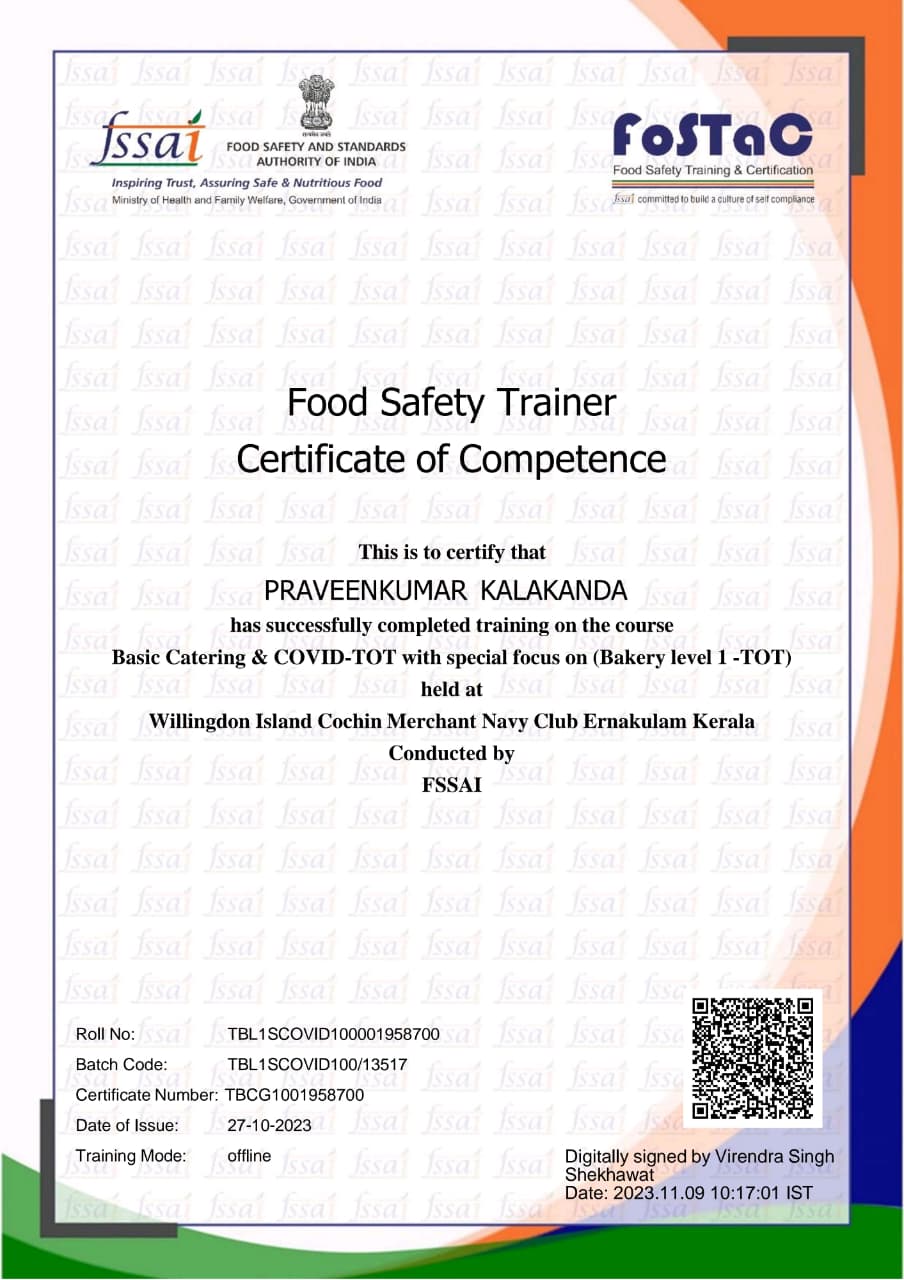 fssai
सत्यमेव जयते
FOOD SAFETY AND STANDARDS
AUTHORITY OF INDIA
Inspiring Trust, Assuring Safe & Nutritious Food
Ministry of Health and Family Welfare, Government of India
FoSTaC
Food Safety Training & Certification
fssai committed to build a culture of self compliance
Food Safety Trainer
Certificate of Competence
This is to certify that
PRAVEENKUMAR KALAKANDA
has successfully completed training on the course
Basic Catering & COVID-TOT with special focus on (Bakery level 1 -TOT)
held at
Willingdon Island Cochin Merchant Navy Club Ernakulam Kerala
Conducted by
FSSAI
Roll No: TBL1SCOVID100001958700
Batch Code: TBL1SCOVID100/13517
Certificate Number: TBCG1001958700
Date of Issue: 27-10-2023
Training Mode: offline
Digitally signed by Virendra Singh
Shekhawat
Date: 2023.11.09 10:17:01 IST